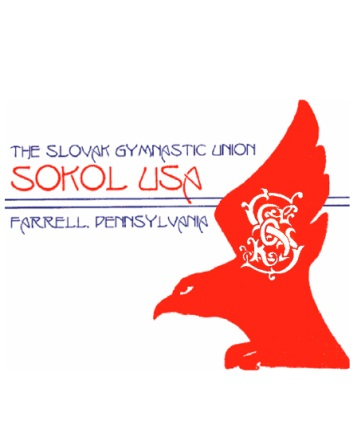 THE SLOVAK GYMNASTIC UNION
SOKOL USA
FARRELL, PENNSYLVANIA